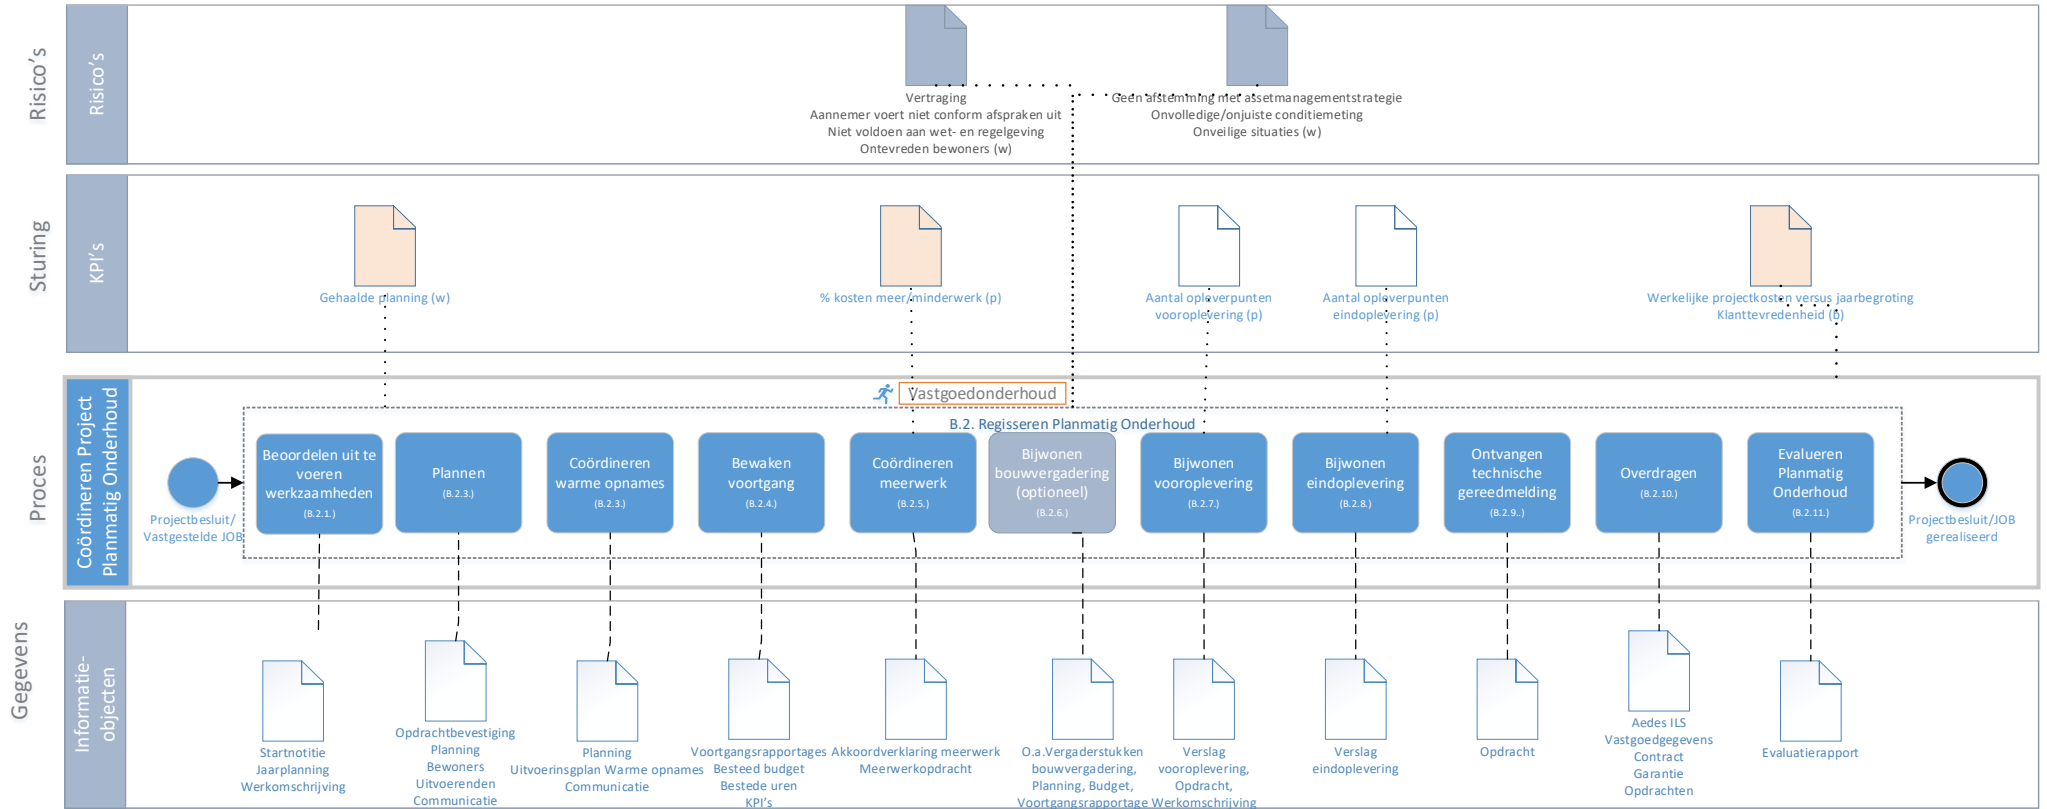 Risico's
Risico's
Vertraging
Aannemer voert niet conform afspraken uit
Niet voldoen aan wet- en regelgeving
Ontevreden bewoners (w)
Geen afstemming met assetmanagementstrategie
Onvolledige/onjuiste conditiemeting
Onveilige situaties (w)
Sturing
KPI's
Gehaalde planning (w)
% kosten meer/minderwerk (p)
Aantal opleverpunten
vooroplevering (p)
Aantal opleverpunten
eindoplevering (p)
Werkelijke projectkosten versus jaarbegroting
Klanttevredenheid (b)
Proces
Coördineren Project
Planmatig Onderhoud
Vastgoedonderhoud
B.2. Regisseren Planmatig Onderhoud
Projectbesluit/
Vastgestelde JOB
Beoordelen uit te
voeren
werkzaamheden
(B.2.1.)
Plannen
(B.2.3.)
Coördineren
warme opnames
(B.2.3.)
Bewaken
voortgang
(B.2.4.)
Coördineren
meerwerk
(B.2.5.)
Bijwonen
bouwvergadering
(optioneel)
(B.2.6.)
Bijwonen
vooroplevering
(B.2.7.)
Bijwonen
eindoplevering
(B.2.8.)
Ontvangen
technische
gereedmelding
(B.2.9..)
Overdragen
(B.2.10.)
Evalueren
Planmatig
Onderhoud
(B.2.11.)
Projectbesluit/JOB
gerealiseerd
Gegevens
Informatie-
objecten
Startnotitie
Jaarplanning
Werkomschrijving
Opdrachtbevestiging
Planning
Bewoners
Uitvoerenden
Communicatie
Planning
Uitvoerinsgplan Warme opnames
Communicatie
Voortgangsrapportages
Besteed budget
Bestede uren
KPI's
Akkoordverklaring meerwerk
Meerwerkopdracht
O.a.Vergaderstukken
bouwvergadering,
Planning, Budget,
Voortgangsrapportage
Verslag
vooroplevering,
Opdracht,
Werkomschrijving
Verslag
eindoplevering
Opdracht
Aedes ILS
Vastgoedgegevens
Contract
Garantie
Opdrachten
Evaluatierapport